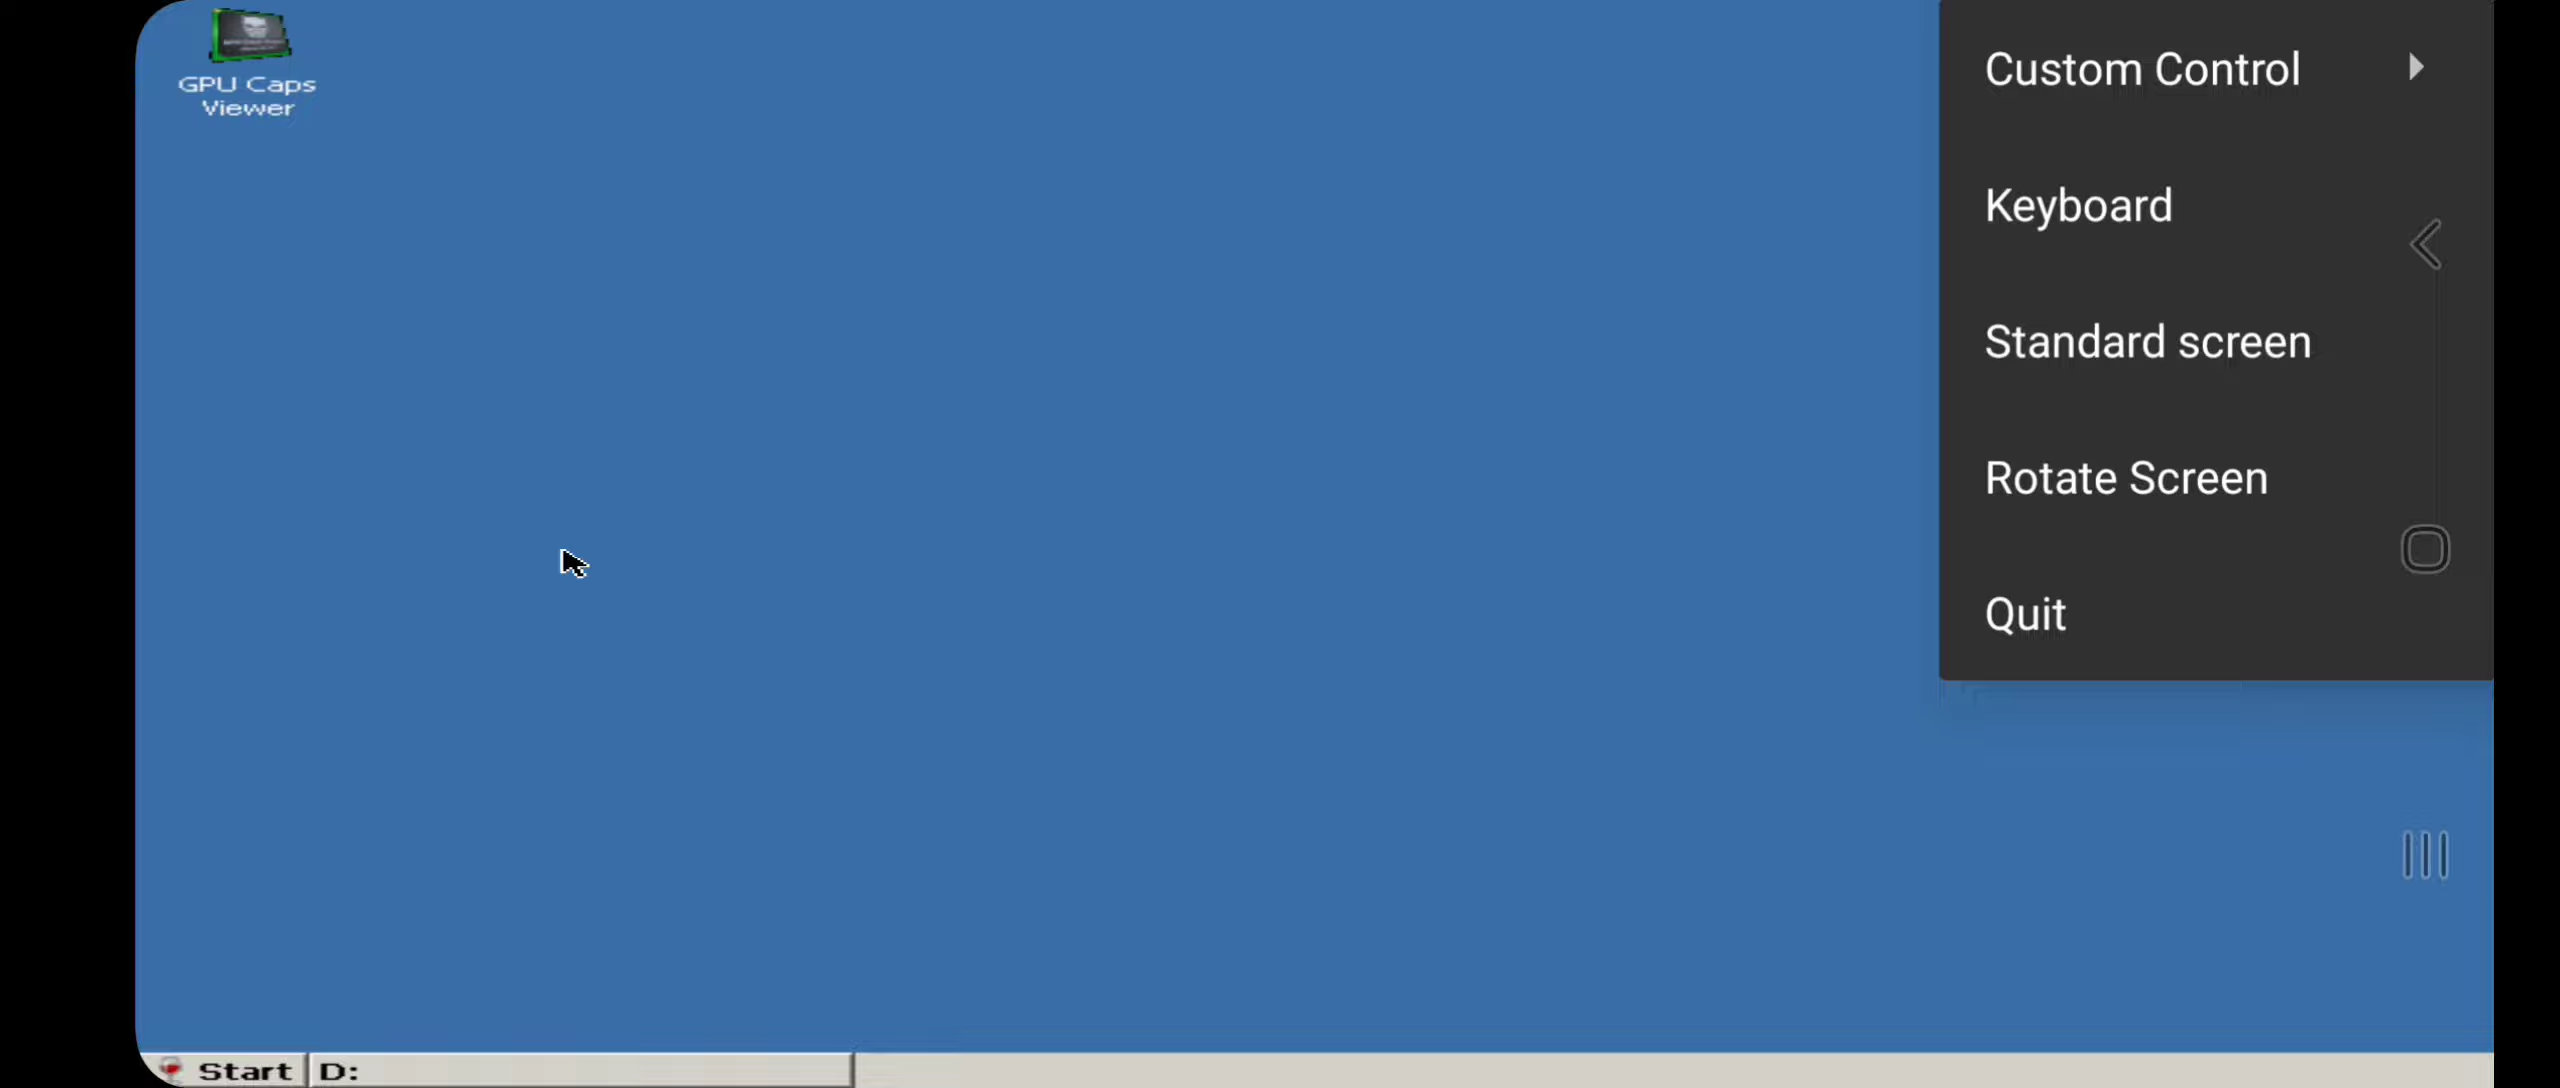 GPU Caps
Viewer
Custom Control
Keyboard
Standard screen
Rotate Screen
Quit
Start
D: